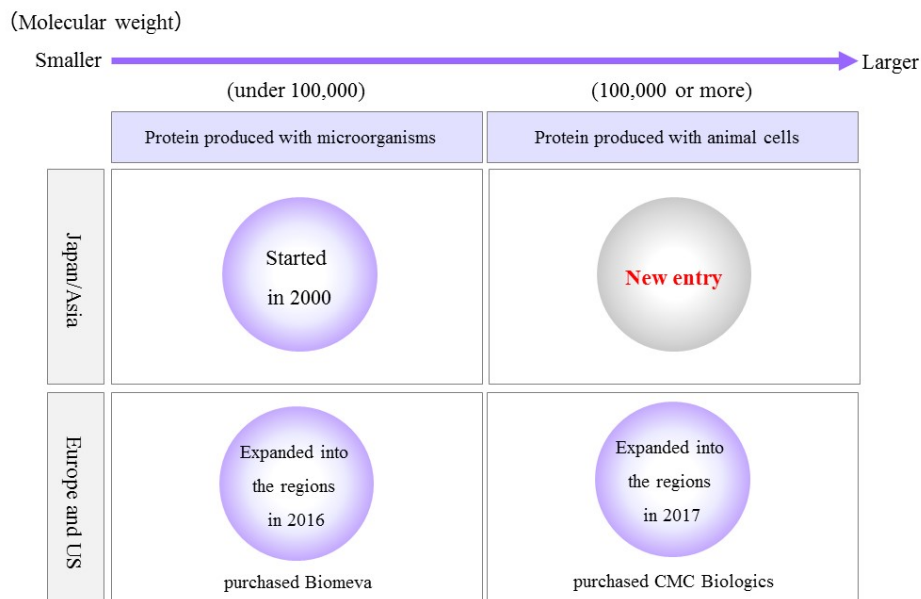 (Molecular weight)
Smaller
Larger
(under 100,000)
(100,000 or more)
Protein produced with microorganisms
Protein produced with animal cells
Japan/Asia
Started
in 2000
New entry
Europe and US
Expanded into
the regions
in 2016
purchased Biomeva
Expanded into
the regions
in 2017
purchased CMC Biologics